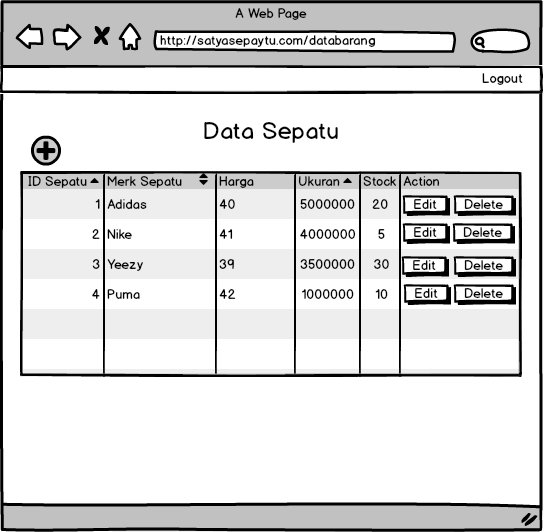 A Web Page
http://satyasepaytu.com/databarang
Logout
Data Sepatu
ID Sepatu Merk Sepatu Harga Ukuran Stock Action
1 Adidas 40 5000000 20 Edit Delete
2 Nike 41 4000000 5 Edit Delete
3 Yeezy 39 3500000 30 Edit Delete
4 Puma 42 1000000 10 Edit Delete